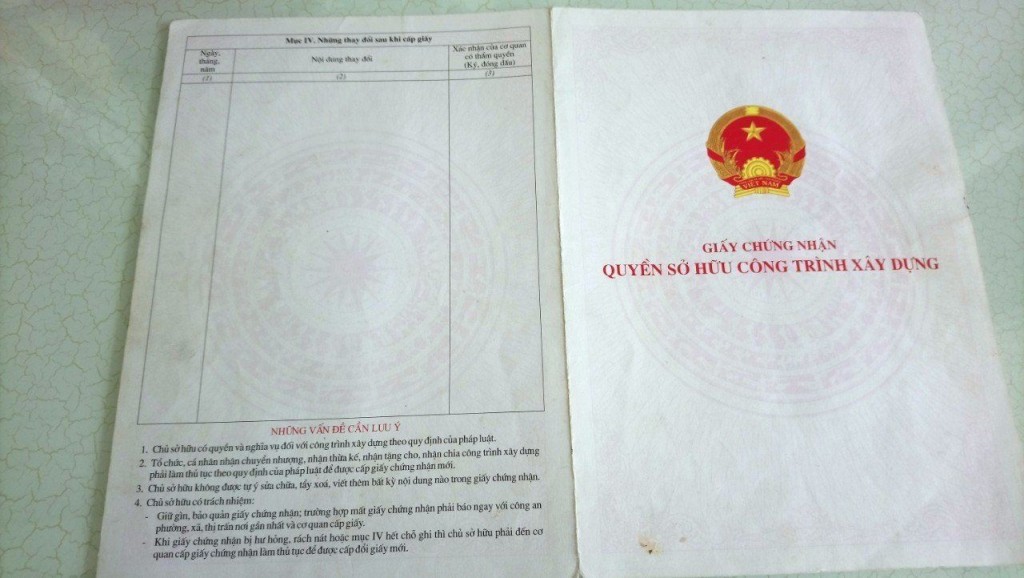 Mục IV. Những thay đổi sau khi cấp giấy
Ngày,
tháng,
năm
Nội dung thay đổi
Xác nhận của cơ quan
có thẩm quyền
(Ký, đóng dấu)
(1)
(2)
(3)
NHỮNG VẤN ĐỀ CẦN LƯU Ý
1. Chủ sở hữu có quyền và nghĩa vụ đối với công trình xây dựng theo quy định của pháp luật.
2. Tổ chức, cá nhân nhận chuyển nhượng, nhận thừa kế, nhận tặng cho, nhận chia công trình xây dựng
phải làm thủ tục theo quy định của pháp luật để được cấp giấy chứng nhận mới.
3. Chủ sở hữu không được tự ý sửa chữa, tẩy xoá, viết thêm bất kỳ nội dung nào trong giấy chứng nhận.
4. Chủ sở hữu có trách nhiệm:
- Giữ gìn, bảo quản giấy chứng nhận; trường hợp mất giấy chứng nhận phải báo ngay với công an
phường, xã, thị trấn nơi gần nhất và cơ quan cấp giấy.
- Khi giấy chứng nhận bị hư hỏng, rách nát hoặc mục IV hết chỗ ghi thì chủ sở hữu phải đến cơ
quan cấp giấy chứng nhận làm thủ tục để được cấp đổi giấy mới.
VIỆT NAM
GIẤY CHỨNG NHẬN
QUYỀN SỞ HỮU CÔNG TRÌNH XÂY DỰNG